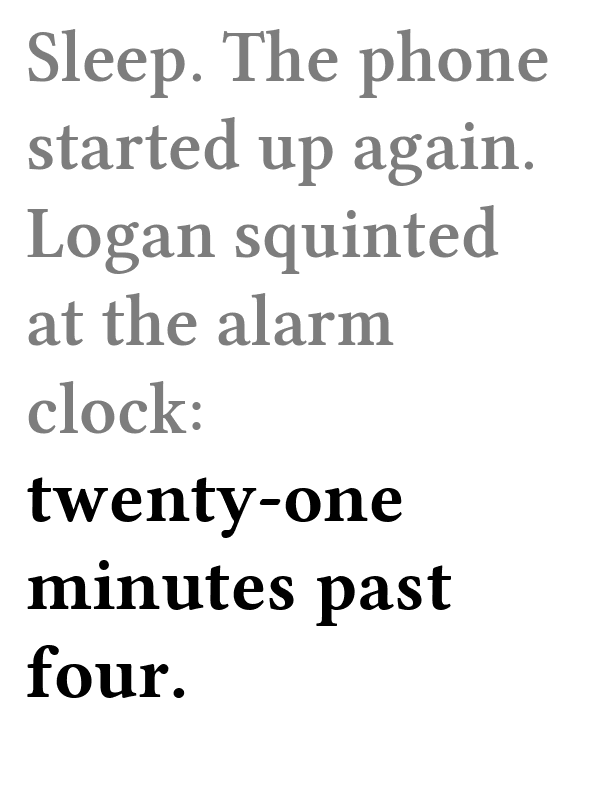 Sleep. The phone
started up again.
Logan squinted
at the alarm
clock:
twenty-one
minutes past
four.